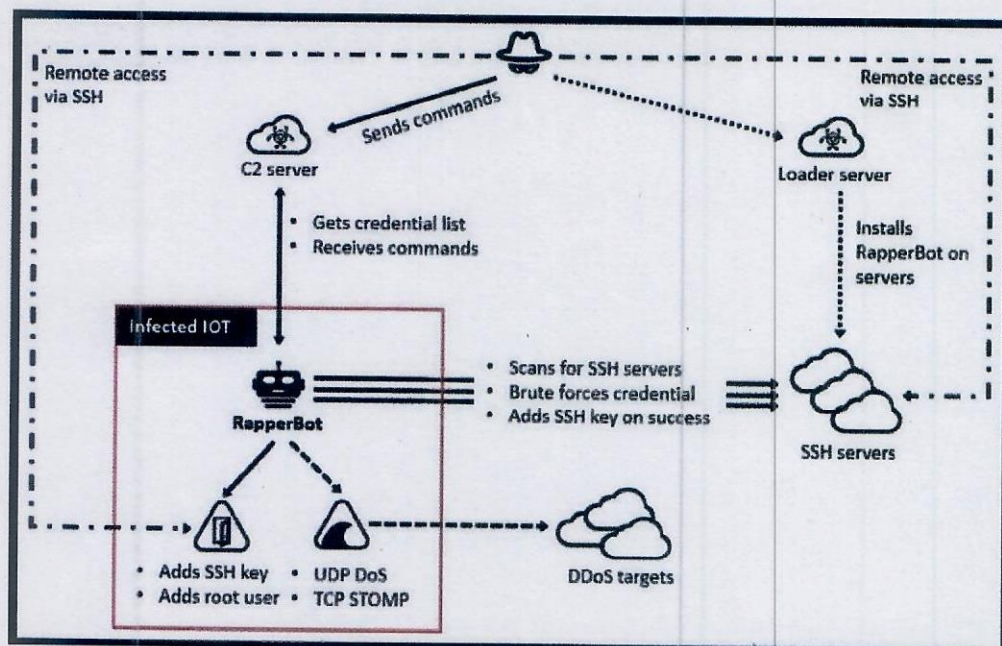 Remote access
via SSH
Remote access
via SSH
Sends commands
C2 server
Loader server
• Gets credential list
• Receives commands
Installs
RapperBot on
servers
Infected IOT
• Scans for SSH servers
• Brute forces credential
• Adds SSH key on success
RapperBot
SSH servers
• Adds SSH key
• Adds root user
• UDP DoS
• TCP STOMP
DDoS targets